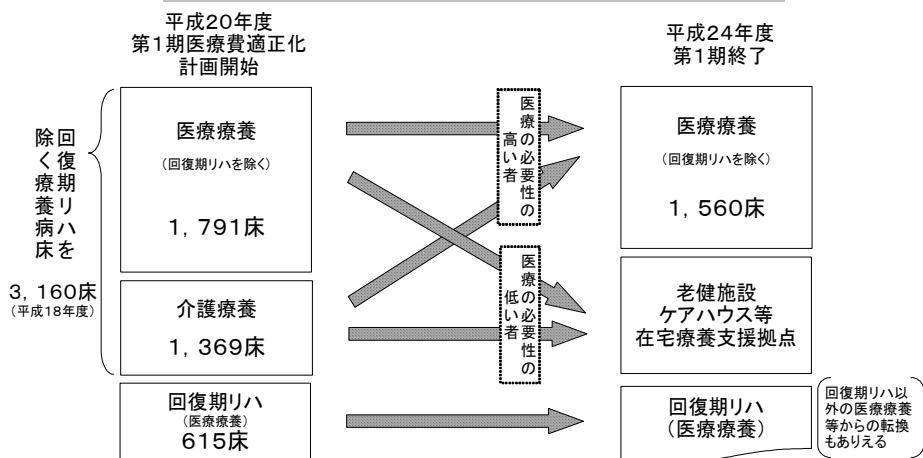 平成20年度
第1期医療費適正化
計画開始
平成24年度
第1期終了
回復期リハを
除く療養病床
3,160床
(平成18年度)
医療療養
(回復期リハを除く)
1,791床
介護療養
1,369床
回復期リハ
(医療療養)
615床
医療の必要性の
高い者
医療の必要性の
低い者
医療療養
(回復期リハを除く)
1,560床
老健施設
ケアハウス等
在宅療養支援拠点
回復期リハ
(医療療養)
回復期リハ以
外の医療療養
等からの転換
もありえる